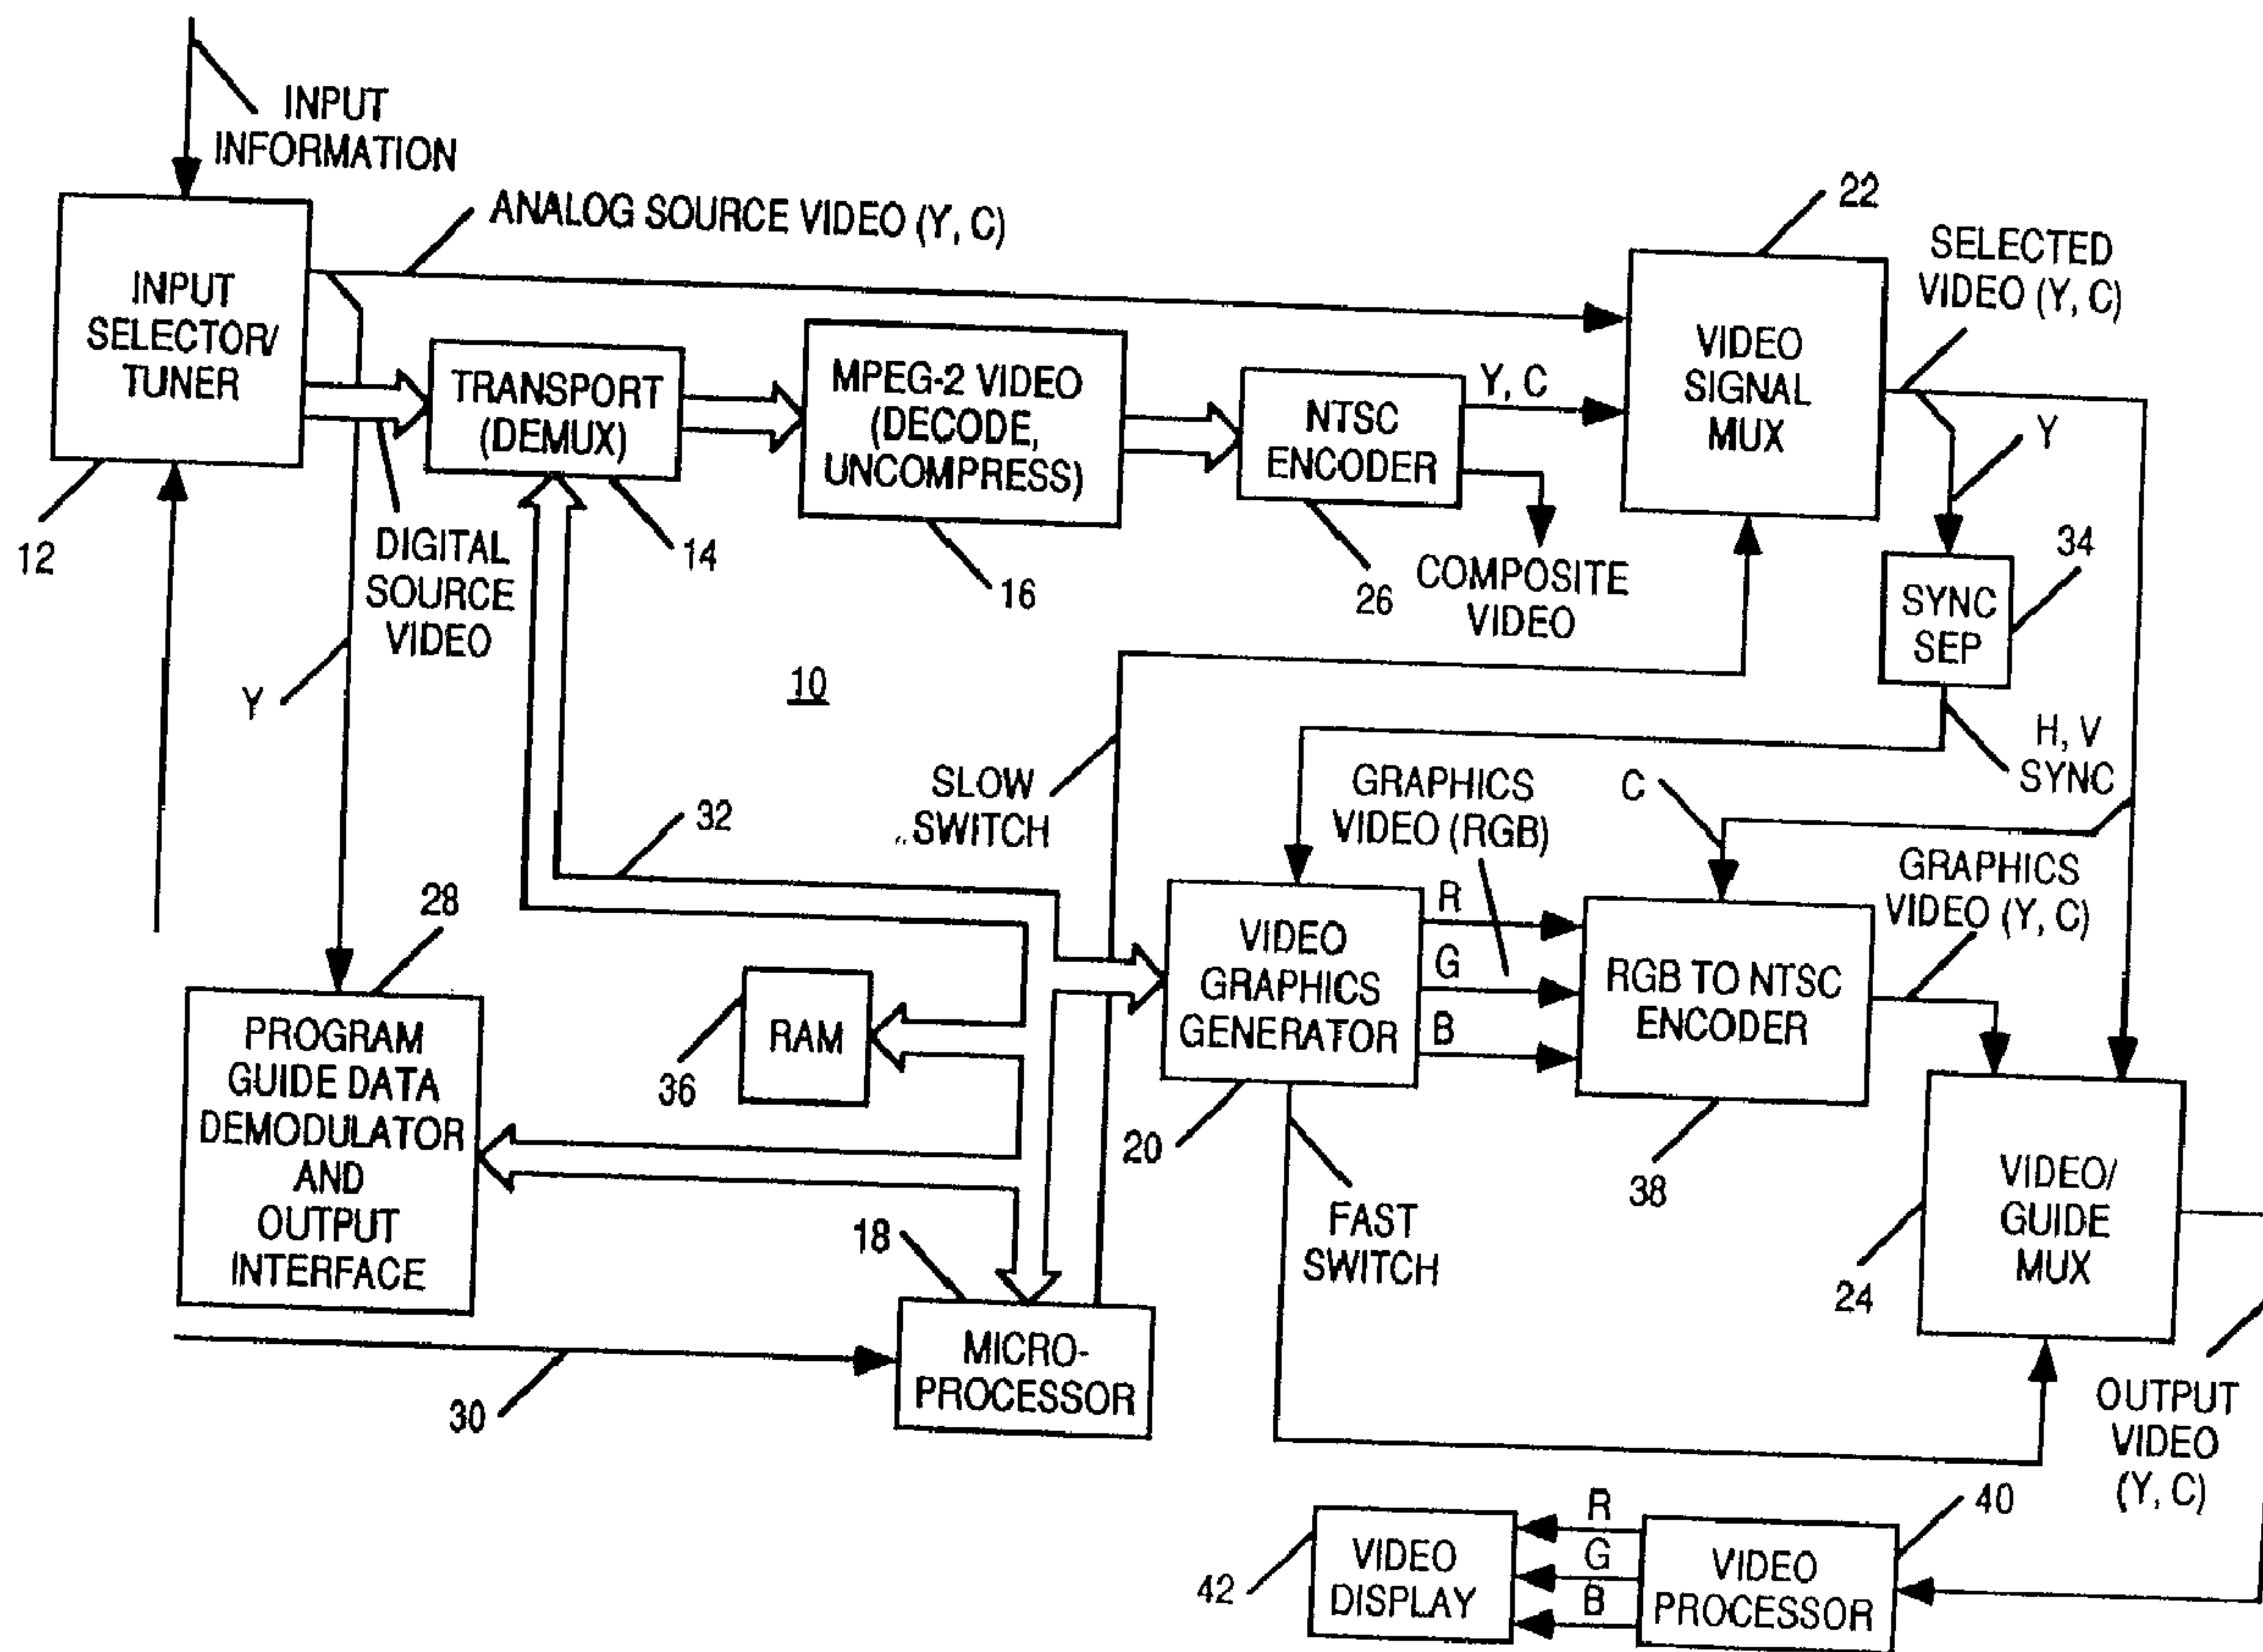 INPUT
INFORMATION
ANALOG SOURCE VIDEO (Y, C)
22
SELECTED
VIDEO (Y, C)
INPUT
SELECTOR/
TUNER
12
TRANSPORT
(DEMUX)
14
DIGITAL
SOURCE
VIDEO
MPEG-2 VIDEO
(DECODE,
UNCOMPRESS)
16
NTSC
ENCODER
26
Y, C
COMPOSITE
VIDEO
VIDEO
SIGNAL
MUX
Y
34
SYNC
SEP
H, V
SYNC
Y
10
SLOW
SWITCH
32
GRAPHICS
VIDEO (RGB)
C
GRAPHICS
VIDEO (Y, C)
28
PROGRAM
GUIDE DATA
DEMODULATOR
AND
OUTPUT
INTERFACE
RAM
36
VIDEO
GRAPHICS
GENERATOR
20
R
G
B
RGB TO NTSC
ENCODER
38
VIDEO/
GUIDE
MUX
24
FAST
SWITCH
18
MICRO-
PROCESSOR
30
OUTPUT
VIDEO
(Y, C)
40
VIDEO
PROCESSOR
R
G
B
VIDEO
DISPLAY
42